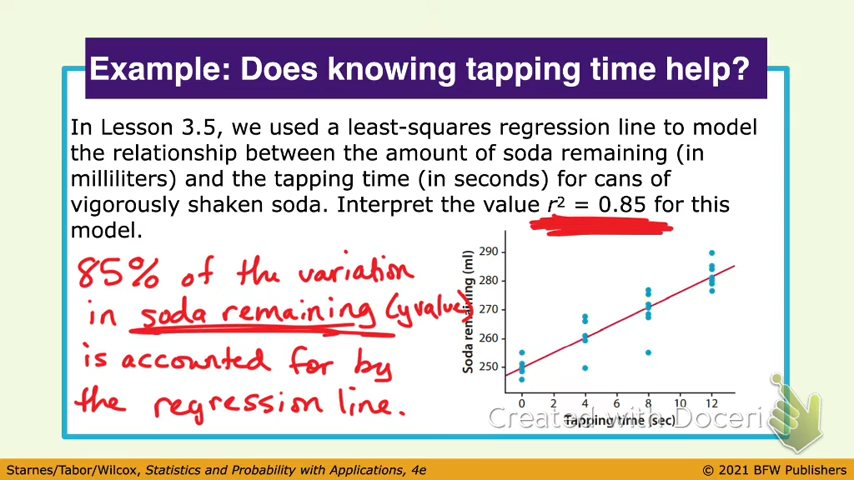 Example: Does knowing tapping time help?
In Lesson 3.5, we used a least-squares regression line to model
the relationship between the amount of soda remaining (in
milliliters) and the tapping time (in seconds) for cans of
vigorously shaken soda. Interpret the value r² = 0.85 for this
model.
85% of the variation
in soda remaining (y value)
is accounted for by
the regression line.
Soda remaining (ml)
290
280
270
260
250
0 2 4 6 8 10 12
Tapping time (sec)
Created with Doceri
Starnes/Tabor/Wilcox, Statistics and Probability with Applications, 4e
© 2021 BFW Publishers